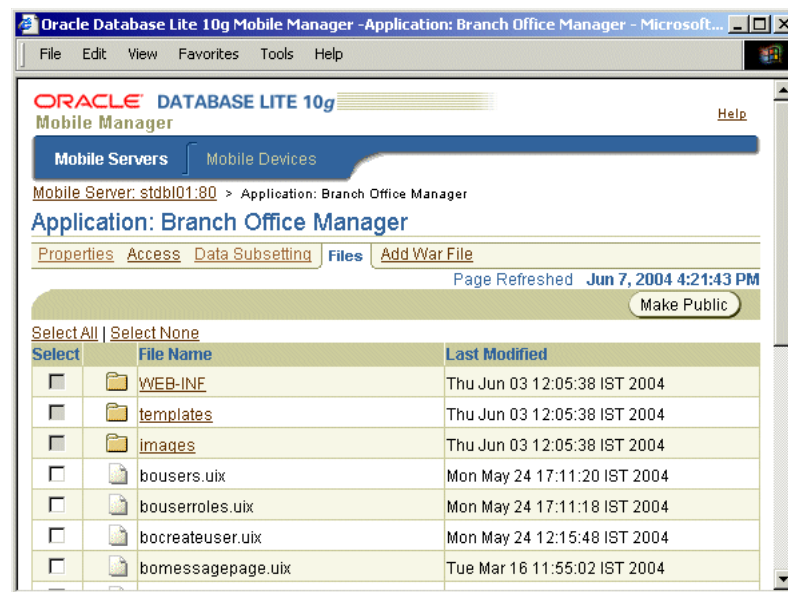 Oracle Database Lite 10g Mobile Manager -Application: Branch Office Manager - Microsoft...
File Edit View Favorites Tools Help
ORACLE DATABASE LITE 10g
Mobile Manager
Help
Mobile Servers Mobile Devices
Mobile Server: stdbl01:80 > Application: Branch Office Manager
Application: Branch Office Manager
Properties Access Data Subsetting Files Add War File
Page Refreshed Jun 7, 2004 4:21:43 PM
Make Public
Select All | Select None
Select File Name Last Modified
WEB-INF Thu Jun 03 12:05:38 IST 2004
templates Thu Jun 03 12:05:38 IST 2004
images Thu Jun 03 12:05:38 IST 2004
bousers.uix Mon May 24 17:11:20 IST 2004
bouserroles.uix Mon May 24 17:11:18 IST 2004
bocreateuser.uix Mon May 24 12:15:48 IST 2004
bomessagepage.uix Tue Mar 16 11:55:02 IST 2004